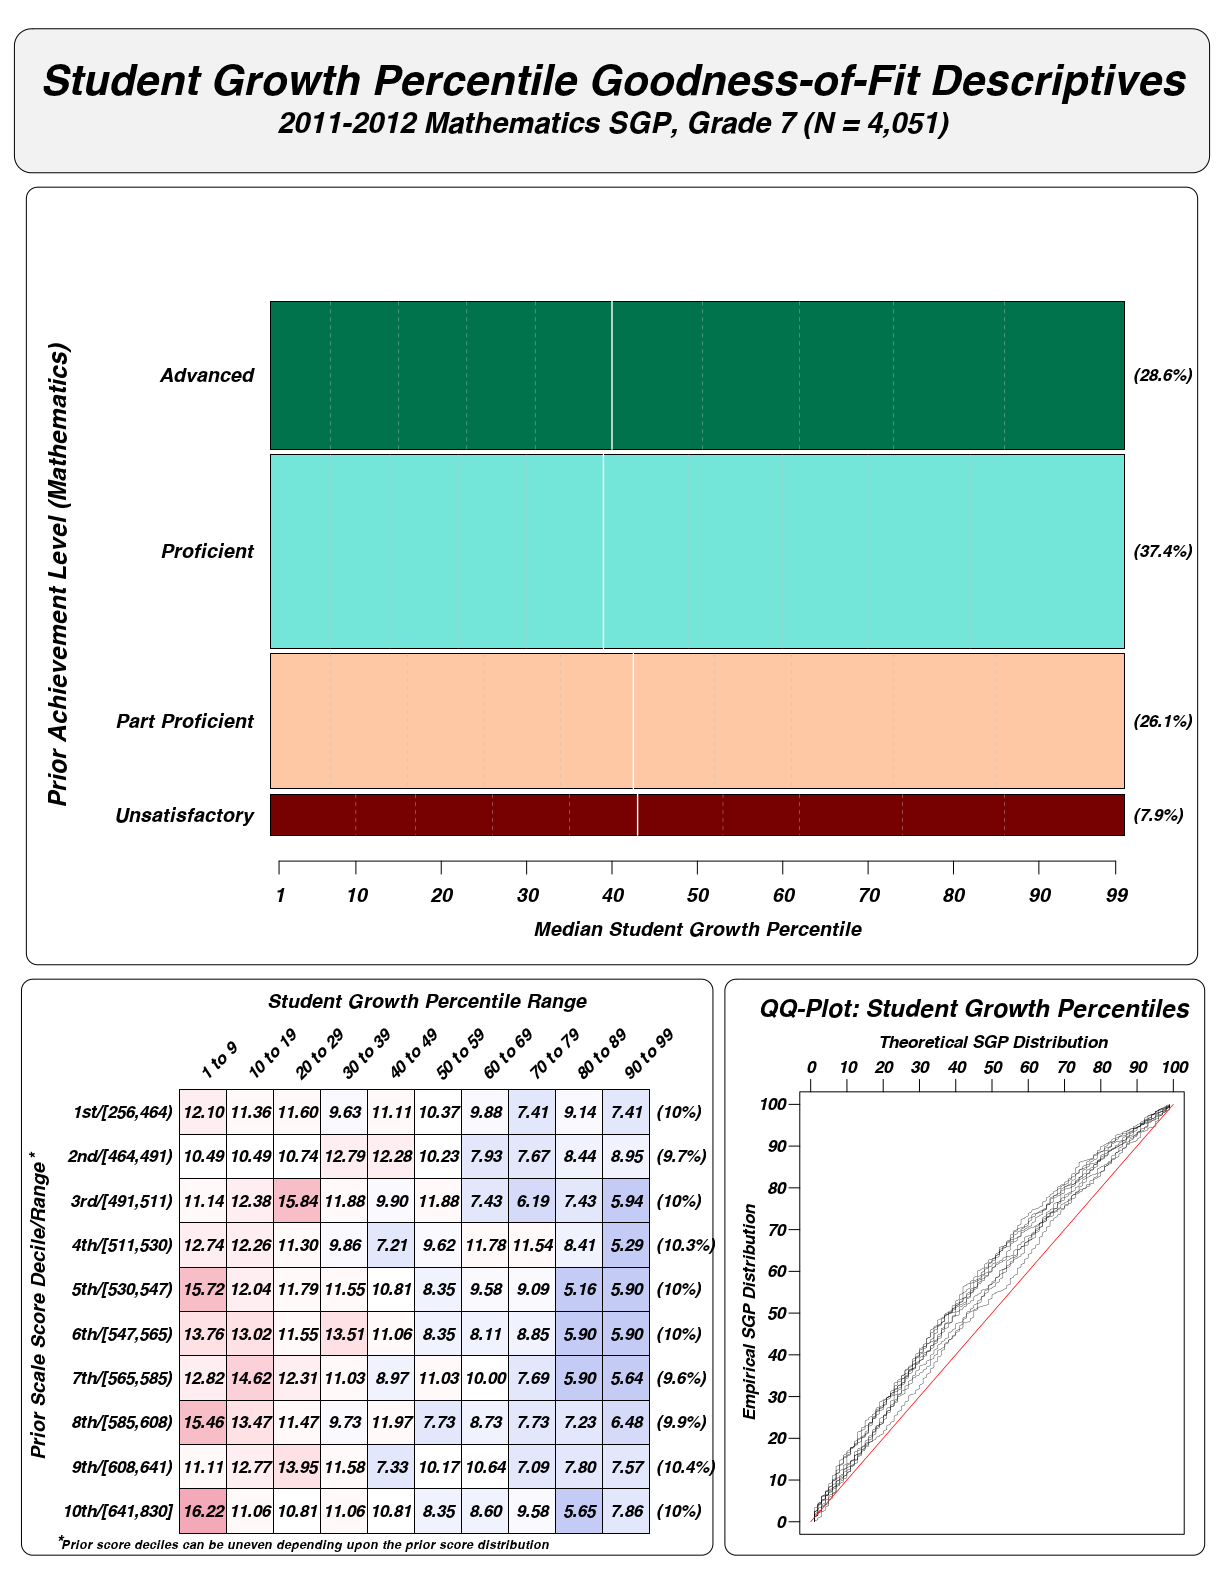 Student Growth Percentile Goodness-of-Fit Descriptives
2011-2012 Mathematics SGP, Grade 7 (N = 4,051)
Prior Achievement Level (Mathematics)
Advanced (28.6%)
Proficient (37.4%)
Part Proficient (26.1%)
Unsatisfactory (7.9%)
1 10 20 30 40 50 60 70 80 90 99
Median Student Growth Percentile
Student Growth Percentile Range
1 to 9 10 to 19 20 to 29 30 to 39 40 to 49 50 to 59 60 to 69 70 to 79 80 to 89 90 to 99
Prior Scale Score Decile/Range*
1st/[256,464) 12.10 11.36 11.60 9.63 11.11 10.37 9.88 7.41 9.14 7.41 (10%)
2nd/[464,491) 10.49 10.49 10.74 12.79 12.28 10.23 7.93 7.67 8.44 8.95 (9.7%)
3rd/[491,511) 11.14 12.38 15.84 11.88 9.90 11.88 7.43 6.19 7.43 5.94 (10%)
4th/[511,530) 12.74 12.26 11.30 9.86 7.21 9.62 11.78 11.54 8.41 5.29 (10.3%)
5th/[530,547) 15.72 12.04 11.79 11.55 10.81 8.35 9.58 9.09 5.16 5.90 (10%)
6th/[547,565) 13.76 13.02 11.55 13.51 11.06 8.35 8.11 8.85 5.90 5.90 (10%)
7th/[565,585) 12.82 14.62 12.31 11.03 8.97 11.03 10.00 7.69 5.90 5.64 (9.6%)
8th/[585,608) 15.46 13.47 11.47 9.73 11.97 7.73 8.73 7.73 7.23 6.48 (9.9%)
9th/[608,641) 11.11 12.77 13.95 11.58 7.33 10.17 10.64 7.09 7.80 7.57 (10.4%)
10th/[641,830] 16.22 11.06 10.81 11.06 10.81 8.35 8.60 9.58 5.65 7.86 (10%)
*Prior score deciles can be uneven depending upon the prior score distribution
QQ-Plot: Student Growth Percentiles
Theoretical SGP Distribution
0 10 20 30 40 50 60 70 80 90 100
Empirical SGP Distribution
100
90
80
70
60
50
40
30
20
10
0